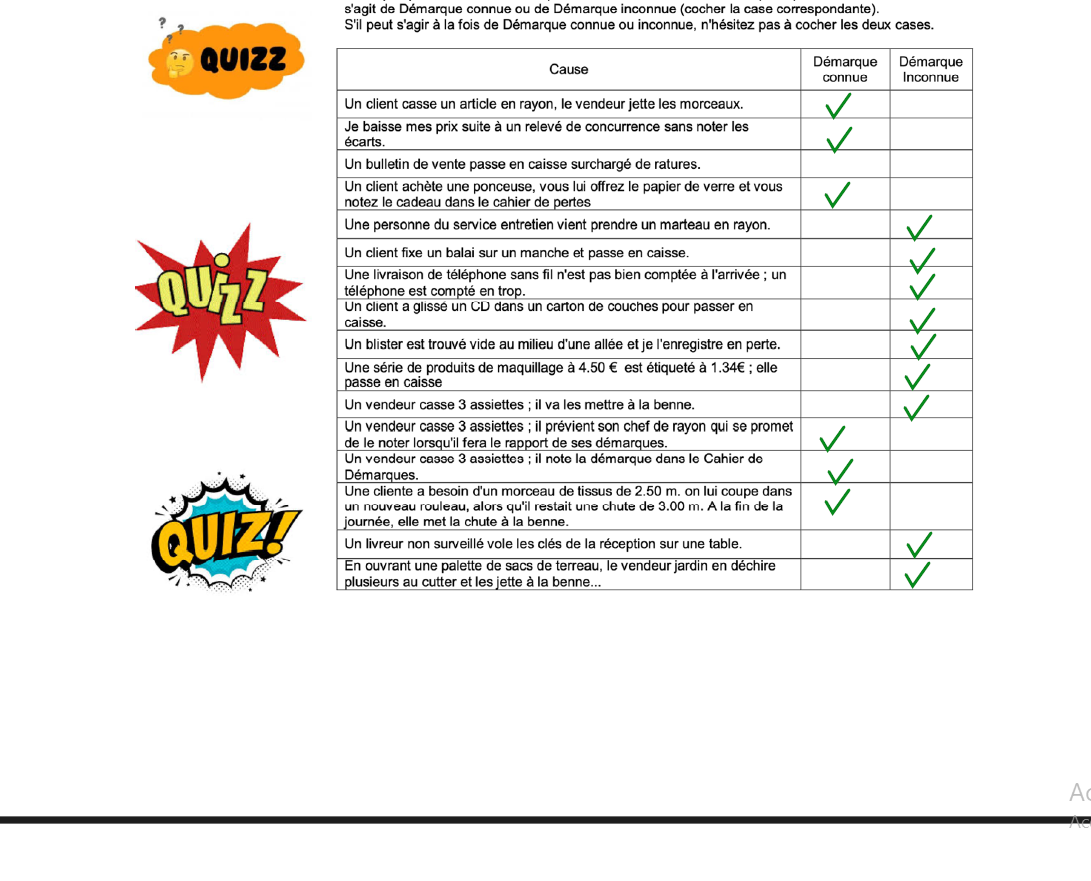 s'agit de Démarque connue ou de Démarque inconnue (cocher la case correspondante).
S'il peut s'agir à la fois de Démarque connue ou inconnue, n'hésitez pas à cocher les deux cases.
? ? ?
QUIZZ
Cause
Démarque
connue
Démarque
Inconnue
Un client casse un article en rayon, le vendeur jette les morceaux.
Je baisse mes prix suite à un relevé de concurrence sans noter les
écarts.
Un bulletin de vente passe en caisse surchargé de ratures.
Un client achète une ponceuse, vous lui offrez le papier de verre et vous
notez le cadeau dans le cahier de pertes
Une personne du service entretien vient prendre un marteau en rayon.
Un client fixe un balai sur un manche et passe en caisse.
QUiZZ
Une livraison de téléphone sans fil n'est pas bien comptée à l'arrivée ; un
téléphone est compté en trop.
Un client a glissé un CD dans un carton de couches pour passer en
caisse.
Un blister est trouvé vide au milieu d'une allée et je l'enregistre en perte.
Une série de produits de maquillage à 4.50 € est étiqueté à 1.34€ ; elle
passe en caisse
Un vendeur casse 3 assiettes ; il va les mettre à la benne.
Un vendeur casse 3 assiettes ; il prévient son chef de rayon qui se promet
de le noter lorsqu'il fera le rapport de ses démarques.
Un vendeur casse 3 assiettes ; il note la démarque dans le Cahier de
Démarques.
Une cliente a besoin d'un morceau de tissus de 2.50 m. on lui coupe dans
un nouveau rouleau, alors qu'il restait une chute de 3.00 m. A la fin de la
journée, elle met la chute à la benne.
QUIZ!
Un livreur non surveillé vole les clés de la réception sur une table.
En ouvrant une palette de sacs de terreau, le vendeur jardin en déchire
plusieurs au cutter et les jette à la benne...